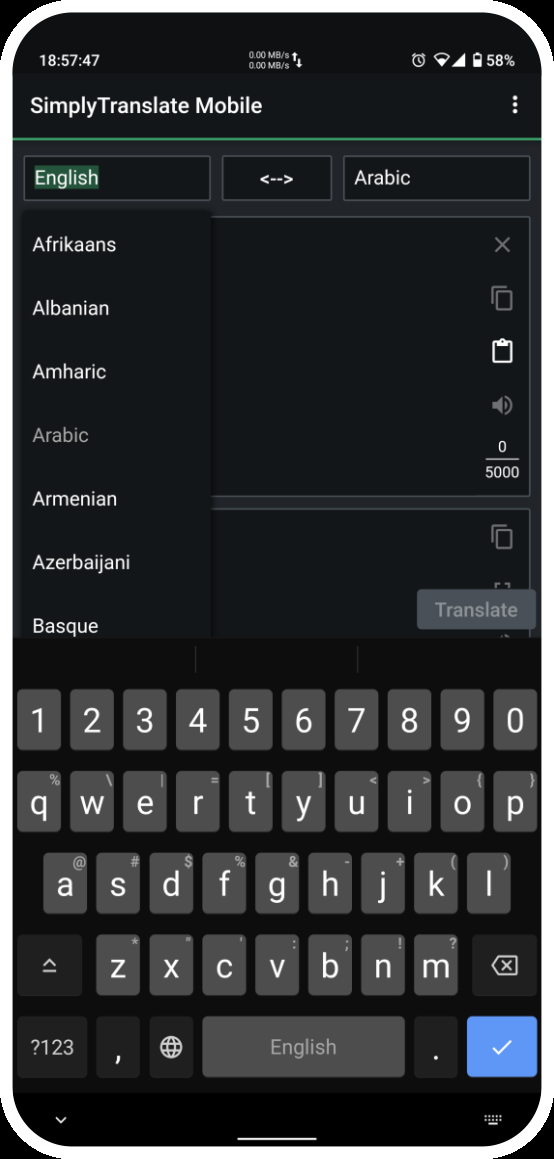 18:57:47 0.00 MB/s 58%
0.00 MB/s
SimplyTranslate Mobile
English <--> Arabic
Afrikaans
Albanian
Amharic
Arabic
0
5000
Armenian
Azerbaijani
Translate
Basque
1 2 3 4 5 6 7 8 9 0
% \ | = [ ] < > { }
q w e r t y u i o p
@ # $ % & - + ( )
a s d f g h j k l
* " ' : ; ! ?
z x c v b n m
?123 , English .